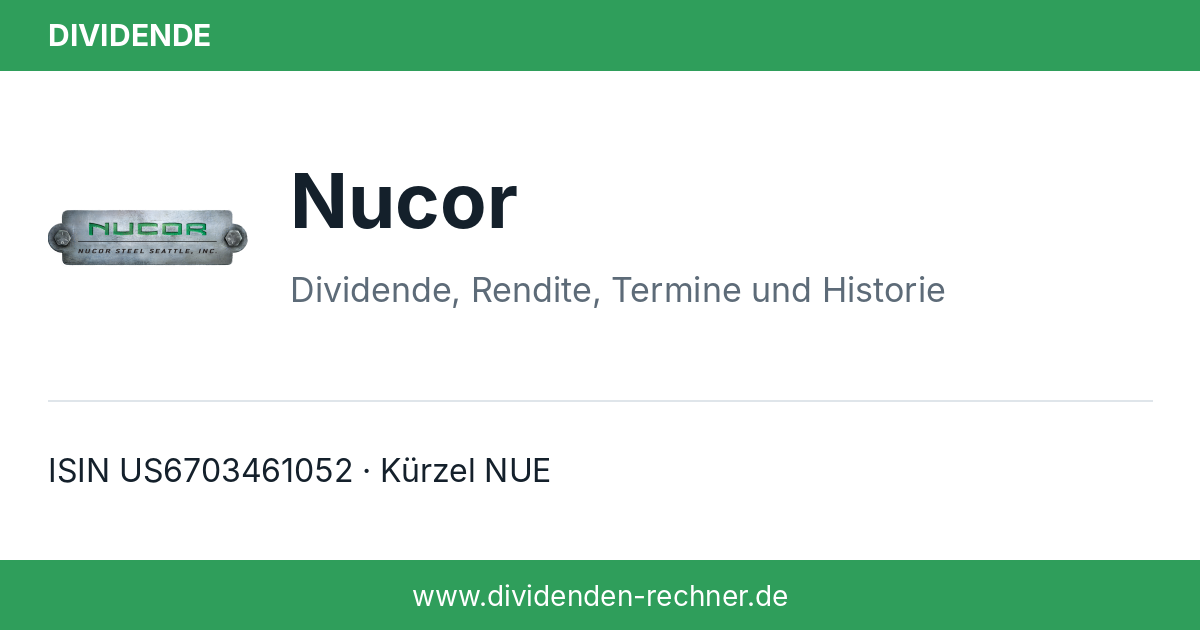 DIVIDENDE
Nucor
NUCOR
NUCOR STEEL SEATTLE, INC.
Dividende, Rendite, Termine und Historie
ISIN US6703461052 · Kürzel NUE
www.dividenden-rechner.de